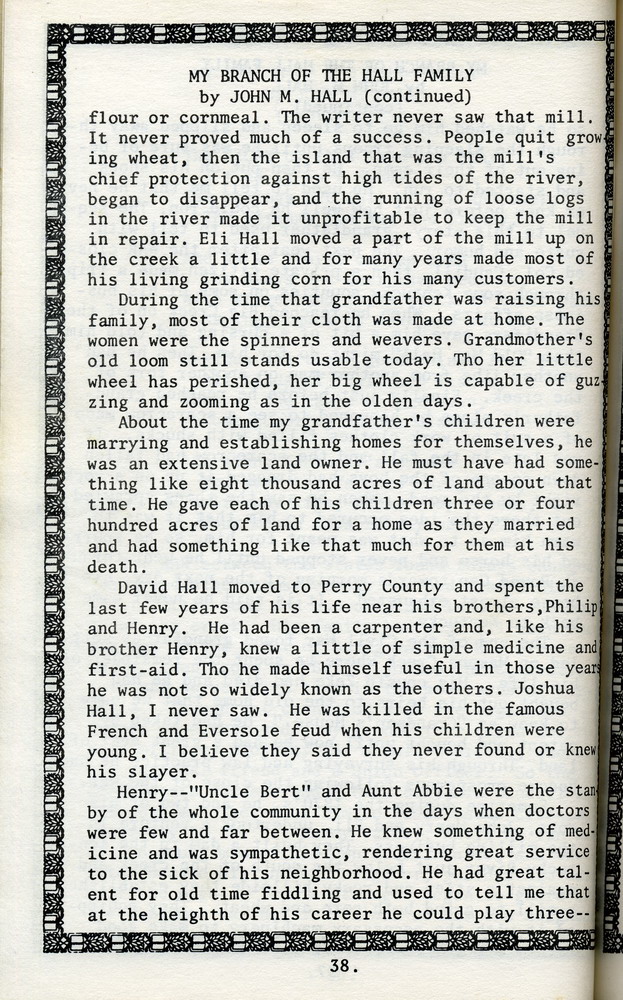 MY BRANCH OF THE HALL FAMILY
by JOHN M. HALL (continued)
flour or cornmeal. The writer never saw that mill.
It never proved much of a success. People quit grow-
ing wheat, then the island that was the mill's
chief protection against high tides of the river,
began to disappear, and the running of loose logs
in the river made it unprofitable to keep the mill
in repair. Eli Hall moved a part of the mill up on
the creek a little and for many years made most of
his living grinding corn for his many customers.
During the time that grandfather was raising his
family, most of their cloth was made at home. The
women were the spinners and weavers. Grandmother's
old loom still stands usable today. Tho her little
wheel has perished, her big wheel is capable of guz-
zing and zooming as in the olden days.
About the time my grandfather's children were
marrying and establishing homes for themselves, he
was an extensive land owner. He must have had some-
thing like eight thousand acres of land about that
time. He gave each of his children three or four
hundred acres of land for a home as they married
and had something like that much for them at his
death.
David Hall moved to Perry County and spent the
last few years of his life near his brothers,Philip
and Henry.  He had been a carpenter and, like his
brother Henry, knew a little of simple medicine and
first-aid. Tho he made himself useful in those years
he was not so widely known as the others. Joshua
Hall, I never saw.  He was killed in the famous
French and Eversole feud when his children were
young. I believe they said they never found or knew
his slayer.
Henry--"Uncle Bert" and Aunt Abbie were the stan-
by of the whole community in the days when doctors
were few and far between. He knew something of med-
icine and was sympathetic, rendering great service
to the sick of his neighborhood. He had great tal-
ent for old time fiddling and used to tell me that
at the heighth of his career he could play three--
38.